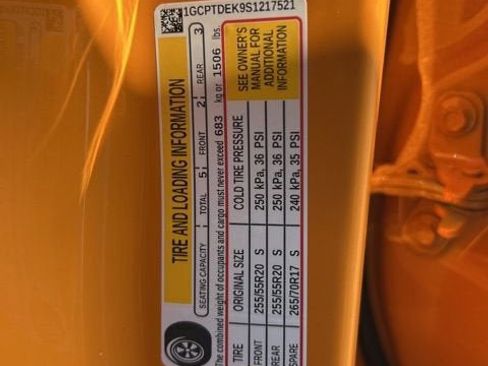 1GCPTDEK9S1217521
TIRE AND LOADING INFORMATION
SEATING CAPACITY TOTAL 5 FRONT 2 REAR 3
The combined weight of occupants and cargo must never exceed 683 kg or 1506 lbs
TIRE ORIGINAL SIZE COLD TIRE PRESSURE
FRONT 255/55R20 S 250 kPa, 36 PSI
REAR 255/55R20 S 250 kPa, 36 PSI
SPARE 265/70R17 S 240 kPa, 35 PSI
SEE OWNER'S
MANUAL FOR
ADDITIONAL
INFORMATION